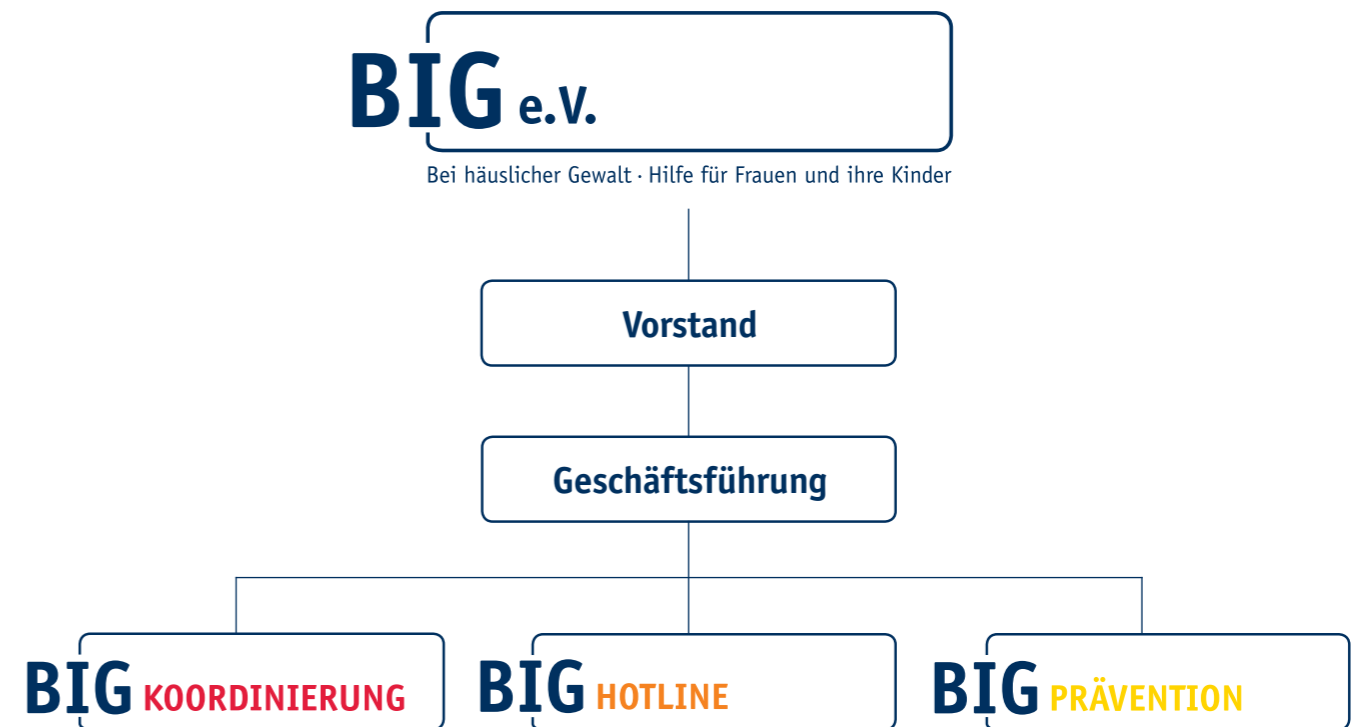 BIG e.V.
Bei häuslicher Gewalt · Hilfe für Frauen und ihre Kinder
Vorstand
Geschäftsführung
BIG KOORDINIERUNG
BIG HOTLINE
BIG PRÄVENTION